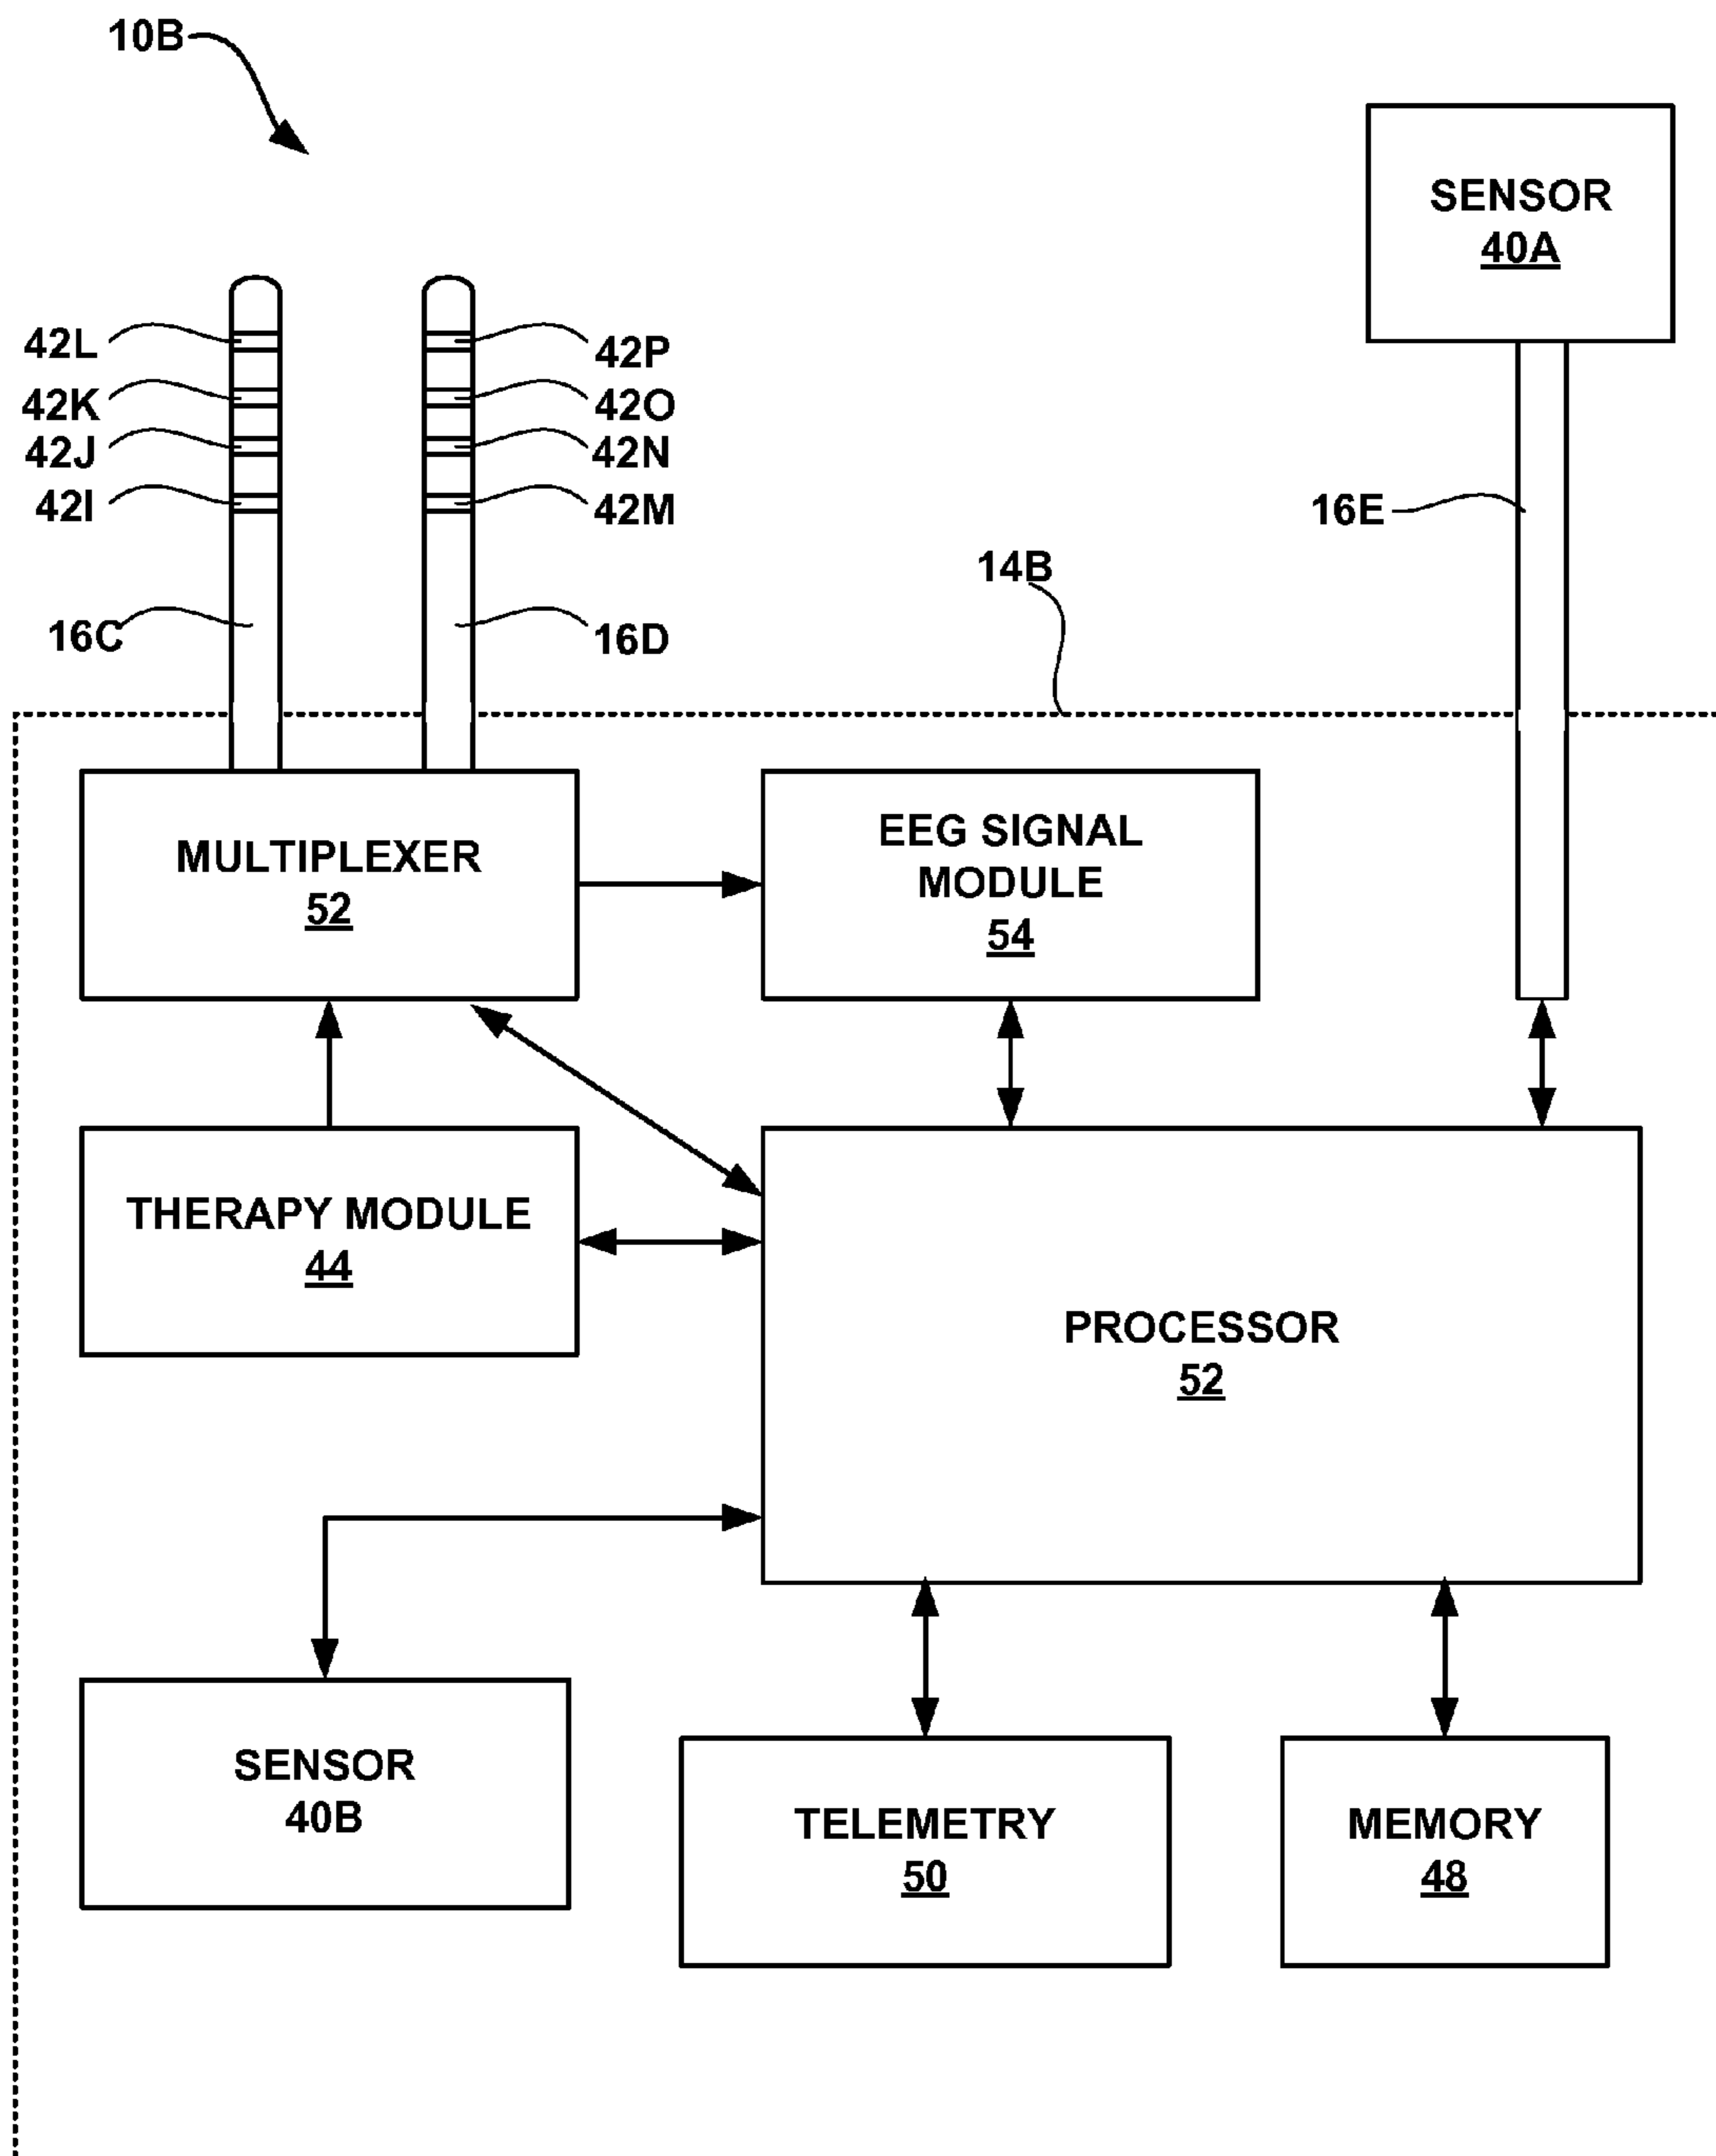 10B
SENSOR
40A
42L
42P
42K
42O
42J
42N
42I
42M
16E
14B
16C
16D
MULTIPLEXER
52
EEG SIGNAL
MODULE
54
THERAPY MODULE
44
PROCESSOR
52
SENSOR
40B
TELEMETRY
50
MEMORY
48